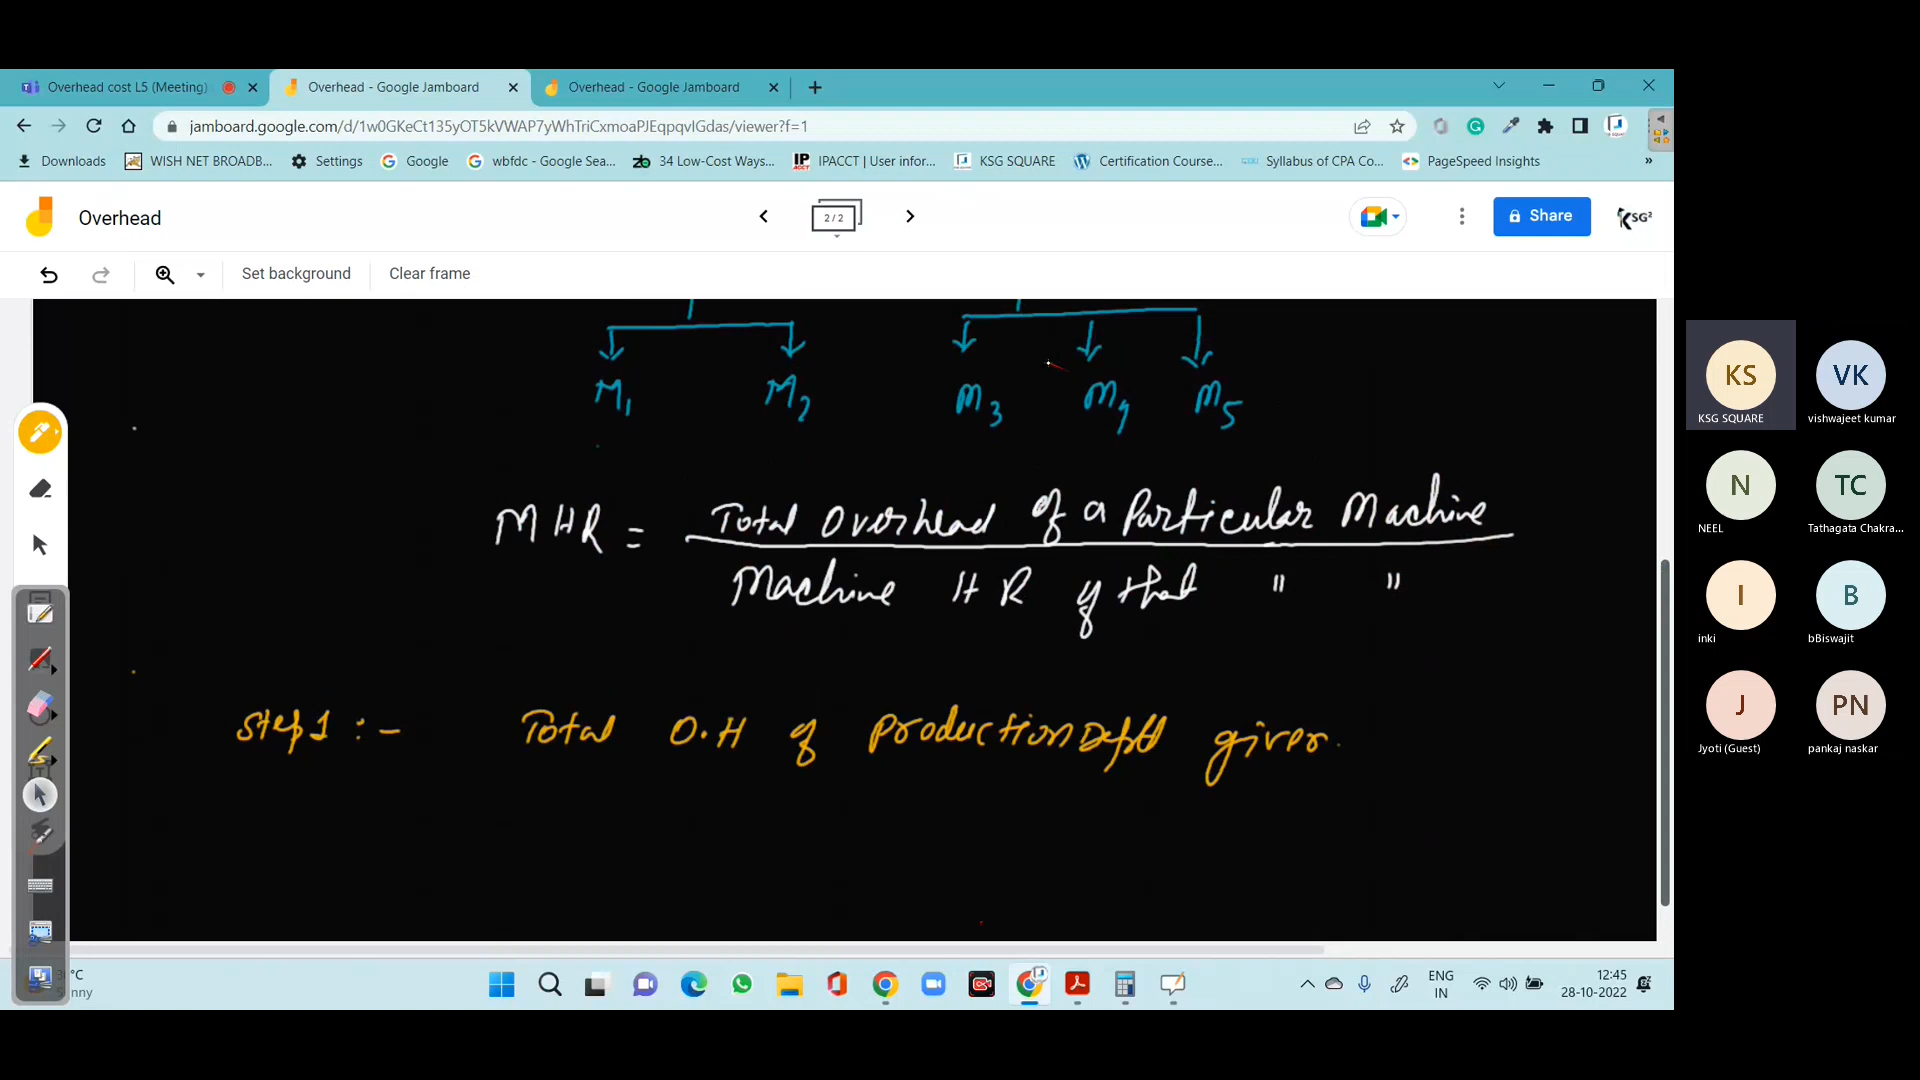 Overhead cost L5 (Meeting) Overhead - Google Jamboard Overhead - Google Jamboard
jamboard.google.com/d/1w0GKeCt135yOT5kVWAP7yWhTriCxmoaPJEqpqvIGdas/viewer?f=1
Downloads WISH NET BROADB... Settings Google wbfdc - Google Sea... 34 Low-Cost Ways... IPACCT | User infor... KSG SQUARE Certification Course... Syllabus of CPA Co... PageSpeed Insights »
Overhead 2 / 2 Share KSG²
Set background Clear frame
M1 M2 M3 M4 M5
MHR = Total Overhead of a Particular Machine
Machine HR of that " "
Step 1 :- Total O.H of Production Deptt given
KS VK
KSG SQUARE vishwajeet kumar
N TC
NEEL Tathagata Chakra...
I B
inki bBiswajit
J PN
Jyoti (Guest) pankaj naskar
ENG 12:45
IN 28-10-2022